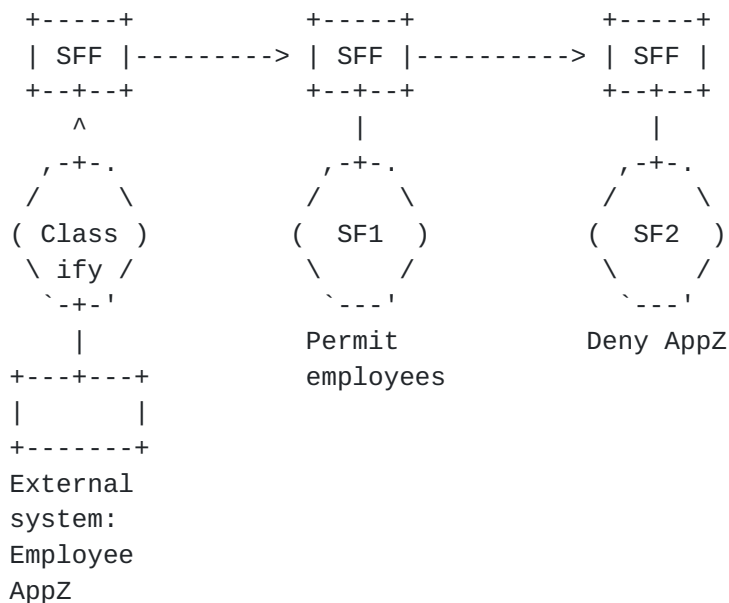 +-----+            +-----+            +-----+
| SFF |---------> | SFF |----------> | SFF |
+--+--+            +--+--+            +--+--+
^                  |                  |
,-+-.              ,-+-.              ,-+-.
/     \            /     \            /     \
( Class )          (  SF1  )          (  SF2  )
\ ify /            \     /            \     /
`-+-'              `---'              `---'
|              Permit            Deny AppZ
+---+---+          employees
|       |
+-------+
External
system:
Employee
AppZ